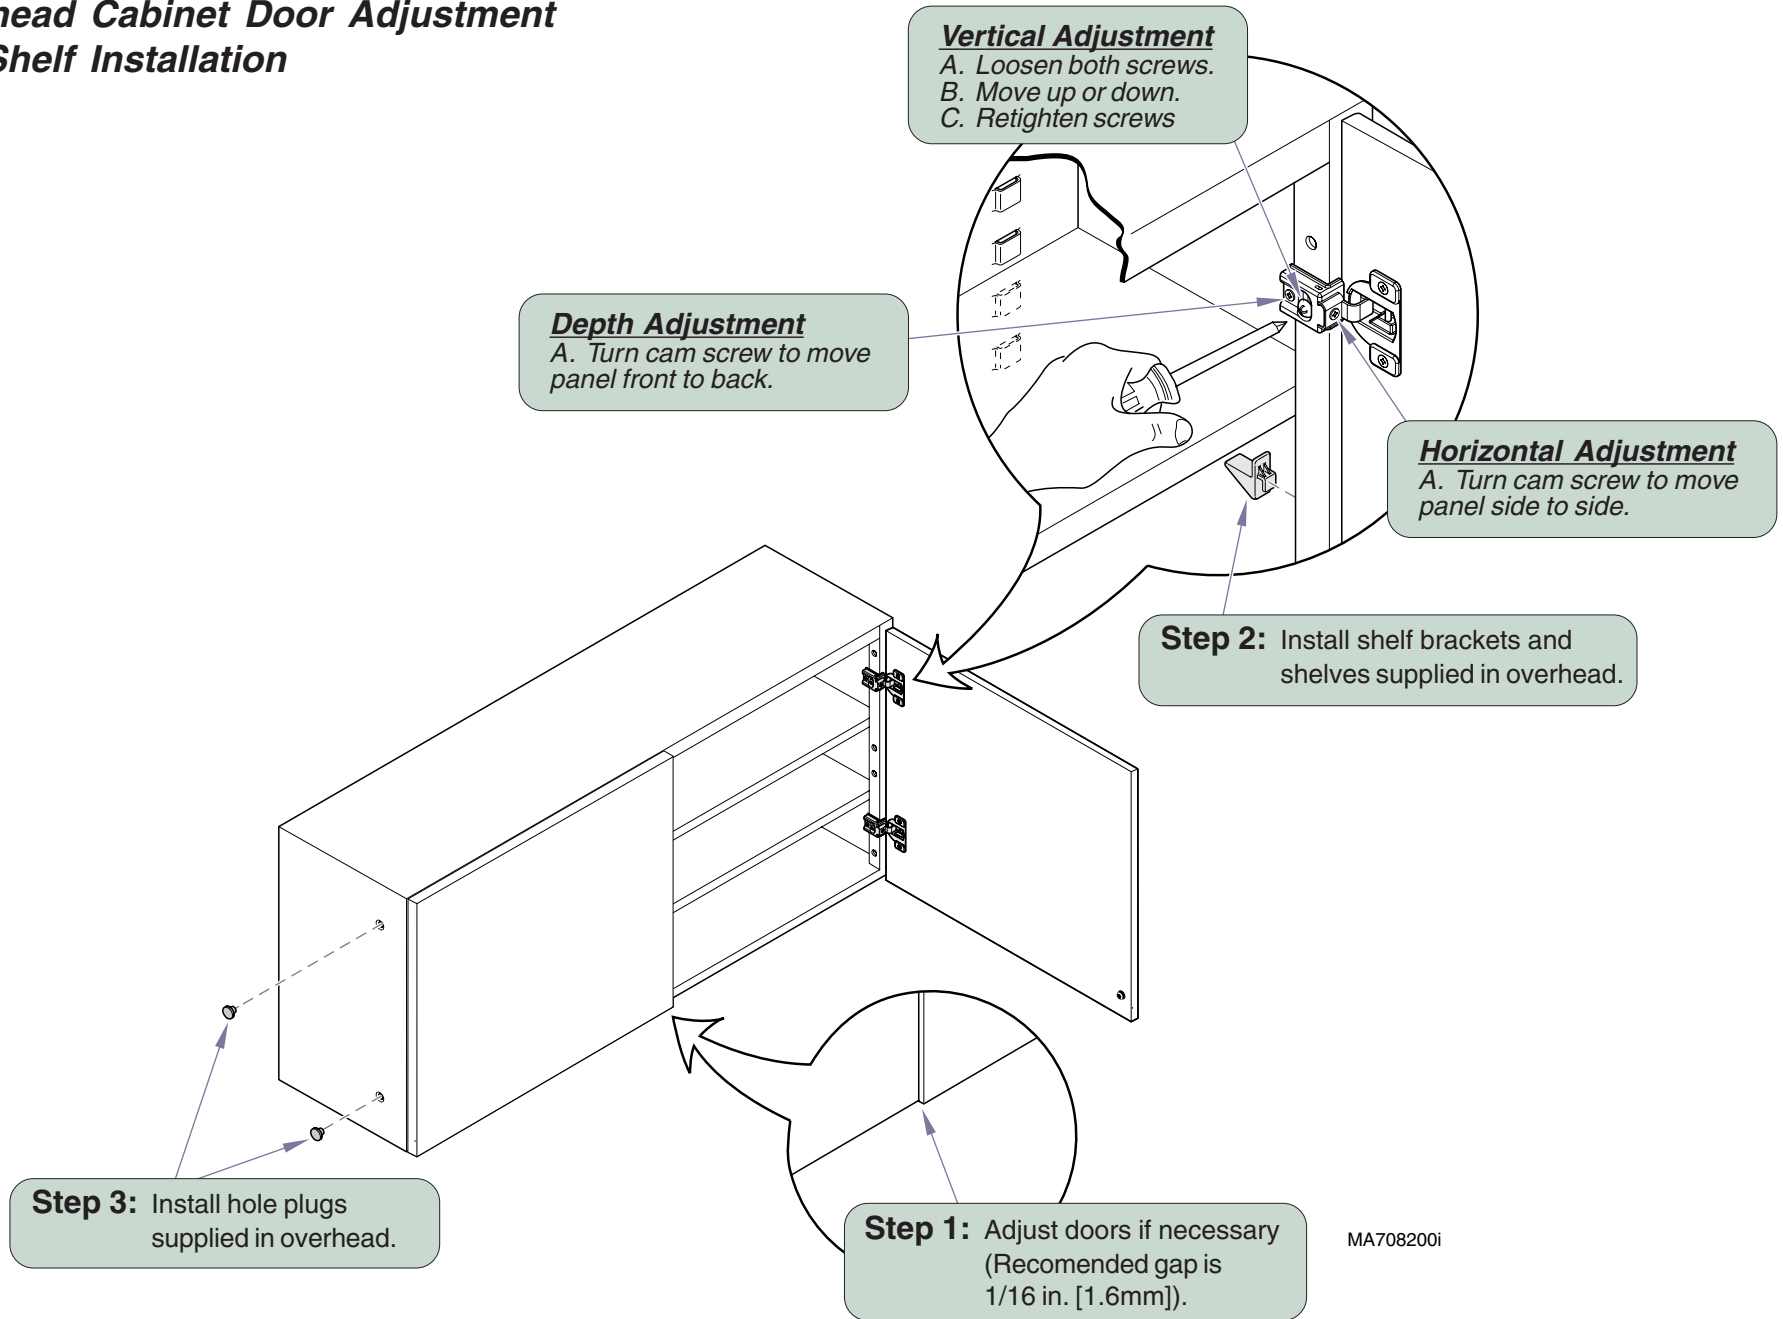 Cabinet Door Adjustment
Shelf Installation
Vertical Adjustment
A. Loosen both screws.
B. Move up or down.
C. Retighten screws
Depth Adjustment
A. Turn cam screw to move
panel front to back.
Horizontal Adjustment
A. Turn cam screw to move
panel side to side.
Step 2: Install shelf brackets and
shelves supplied in overhead.
Step 3: Install hole plugs
supplied in overhead.
Step 1: Adjust doors if necessary
(Recomended gap is
1/16 in. [1.6mm]).
MA708200i